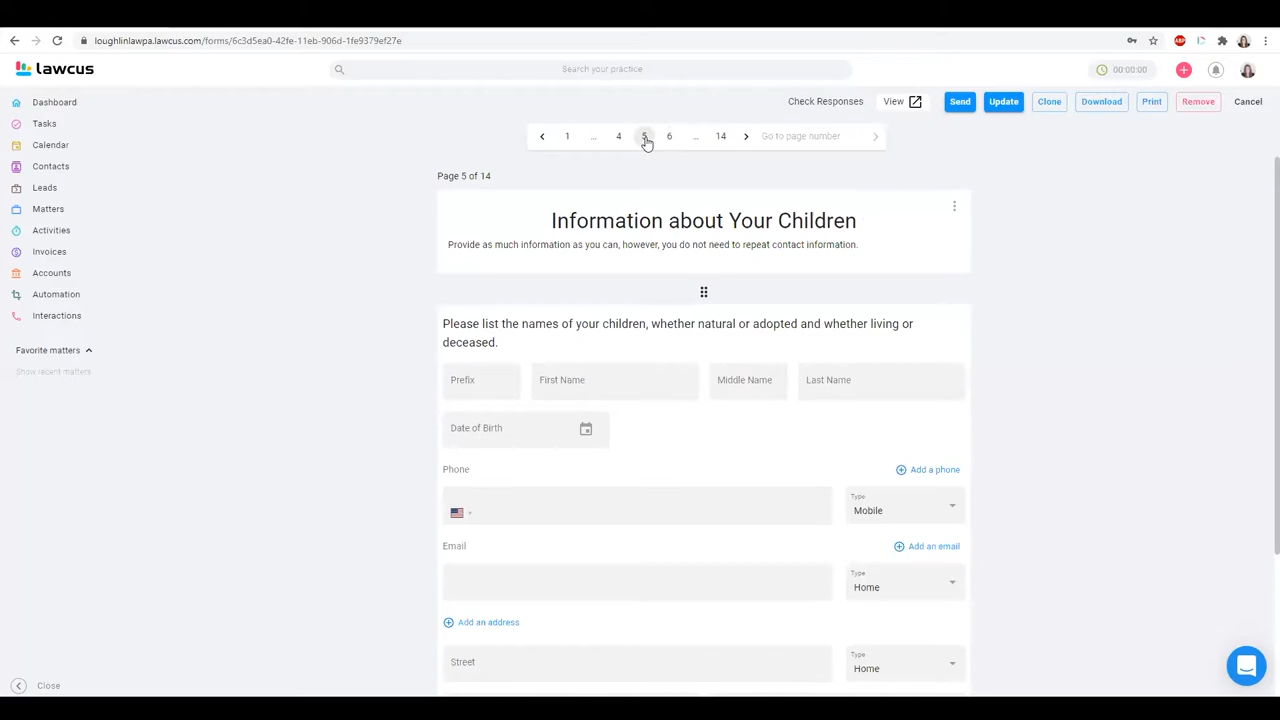 loughlinlawpa.lawcus.com/forms/6c3d5ea0-42fe-11eb-906d-1fe9379ef27e
ABP
lawcus
Search your practice
00:00:00
Dashboard
Tasks
Calendar
Contacts
Leads
Matters
Activities
Invoices
Accounts
Automation
Interactions
Favorite matters
Show recent matters
Close
Check Responses View Send Update Clone Download Print Remove Cancel
1 ... 4 5 6 ... 14 Go to page number
Page 5 of 14
Information about Your Children
Provide as much information as you can, however, you do not need to repeat contact information.
Please list the names of your children, whether natural or adopted and whether living or
deceased.
Prefix First Name Middle Name Last Name
Date of Birth
Phone Add a phone
Type
Mobile
Email Add an email
Type
Home
Add an address
Street
Type
Home